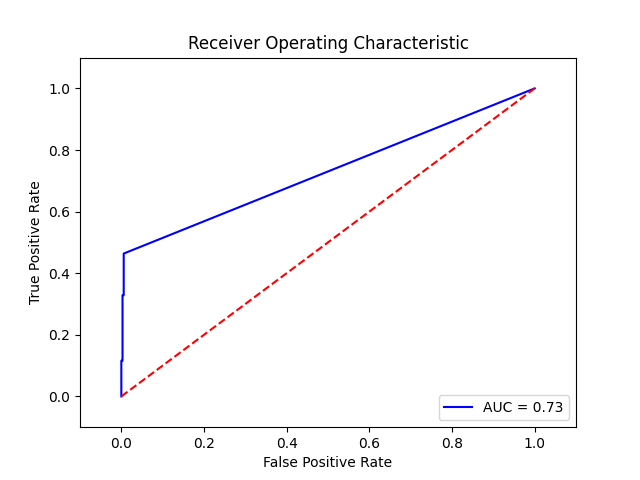 Receiver Operating Characteristic
True Positive Rate
1.0
0.8
0.6
0.4
0.2
0.0
AUC = 0.73
0.0 0.2 0.4 0.6 0.8 1.0
False Positive Rate